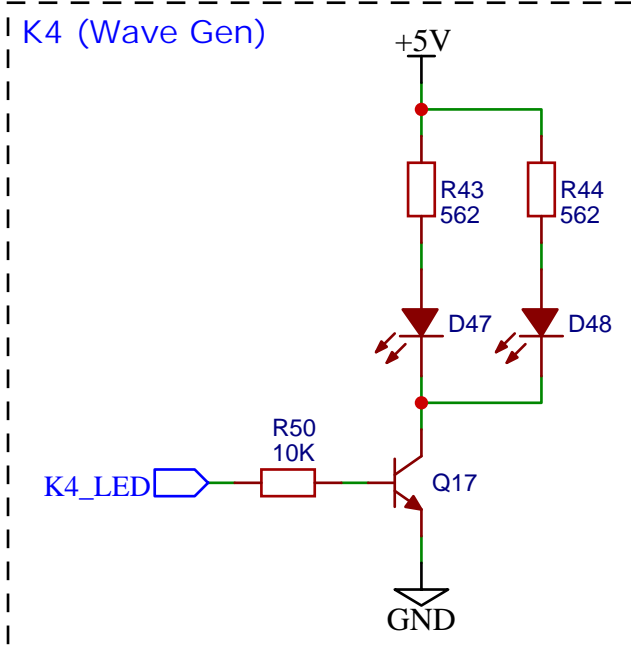 K4 (Wave Gen)
+5V
R43
562
R44
562
D47
D48
R50
10K
K4_LED
Q17
GND